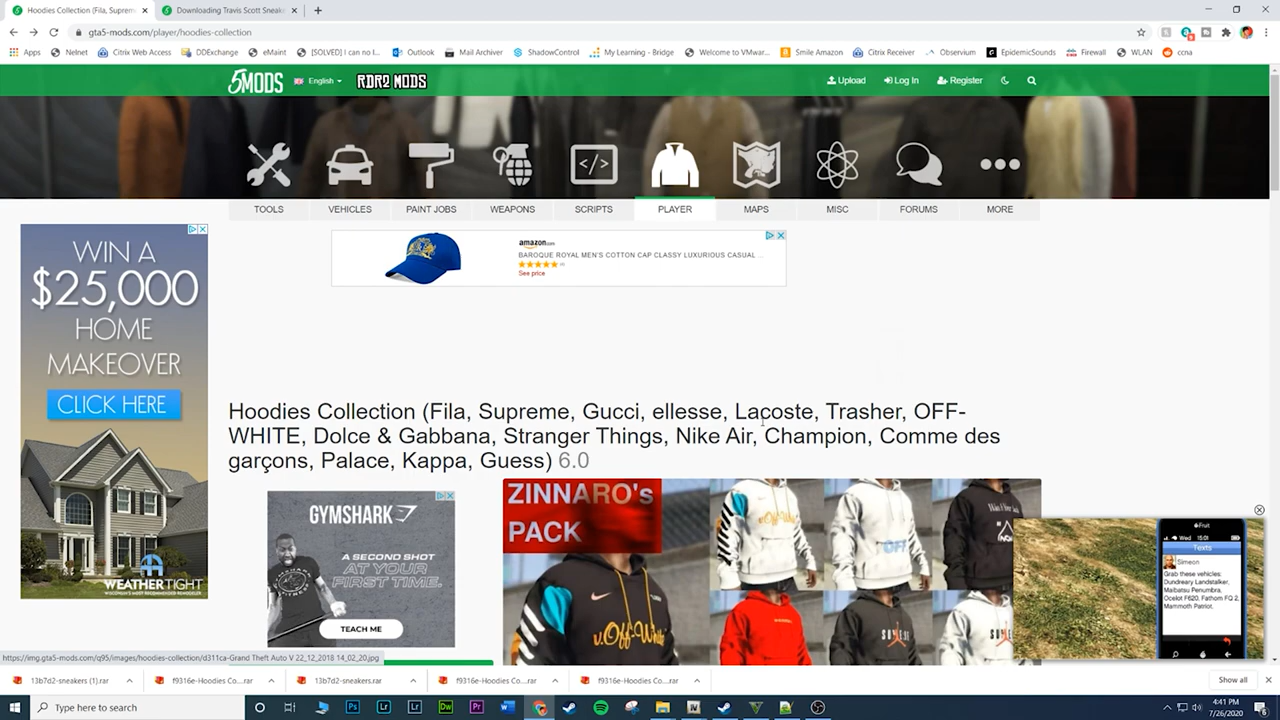 Hoodies Collection (Fila, Supreme
Downloading Travis Scott Sneake
gta5-mods.com/player/hoodies-collection
Apps
Nelnet
Citrix Web Access
DDExchange
eMaint
[SOLVED] I can no l...
Outlook
Mail Archiver
ShadowControl
My Learning - Bridge
Welcome to VMwar...
Smile Amazon
Citrix Receiver
Observium
EpidemicSounds
Firewall
WLAN
ccna
5MODS
English
RDR2 MODS
Upload
Log In
Register
TOOLS
VEHICLES
PAINT JOBS
WEAPONS
SCRIPTS
PLAYER
MAPS
MISC
FORUMS
MORE
WIN A
$25,000
HOME
MAKEOVER
CLICK HERE
WEATHERTIGHT
amazon.com
BAROQUE ROYAL MEN'S COTTON CAP CLASSY LUXURIOUS CASUAL ...
See price
Hoodies Collection (Fila, Supreme, Gucci, ellesse, Lacoste, Trasher, OFF-
WHITE, Dolce & Gabbana, Stranger Things, Nike Air, Champion, Comme des
garçons, Palace, Kappa, Guess) 6.0
GYMSHARK
A SECOND SHOT
AT YOUR
FIRST TIME.
TEACH ME
ZINNARO's
PACK
v.Off-White
Fruit
Wed 15:01
Texts
Simeon
Grab these vehicles:
Dundreary Landstalker,
Maibatsu Penumbra,
Ocelot F620, Fathom FQ 2,
Mammoth Patriot.
https://img.gta5-mods.com/q95/images/hoodies-collection/d311ca-Grand Theft Auto V 22_12_2018 14_02_20.jpg
13b7d2-sneakers (1).rar
f9316e-Hoodies Co....rar
13b7d2-sneakers.rar
f9316e-Hoodies Co....rar
f9316e-Hoodies Co....rar
Show all
Type here to search
4:41 PM
7/26/2020